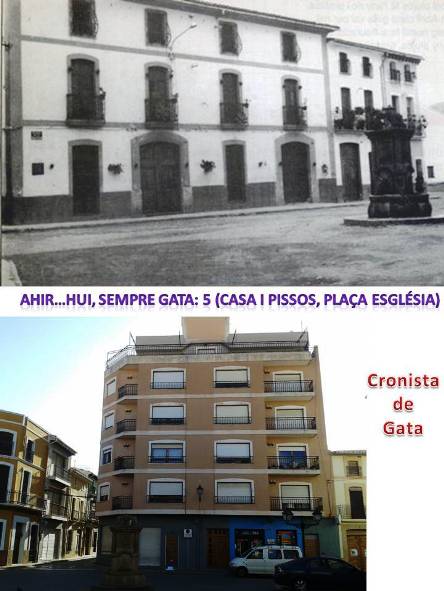 AHIR...HUI, SEMPRE GATA: 5 (CASA I PISSOS, PLAÇA ESGLÉSIA)
Cronista
de
Gata